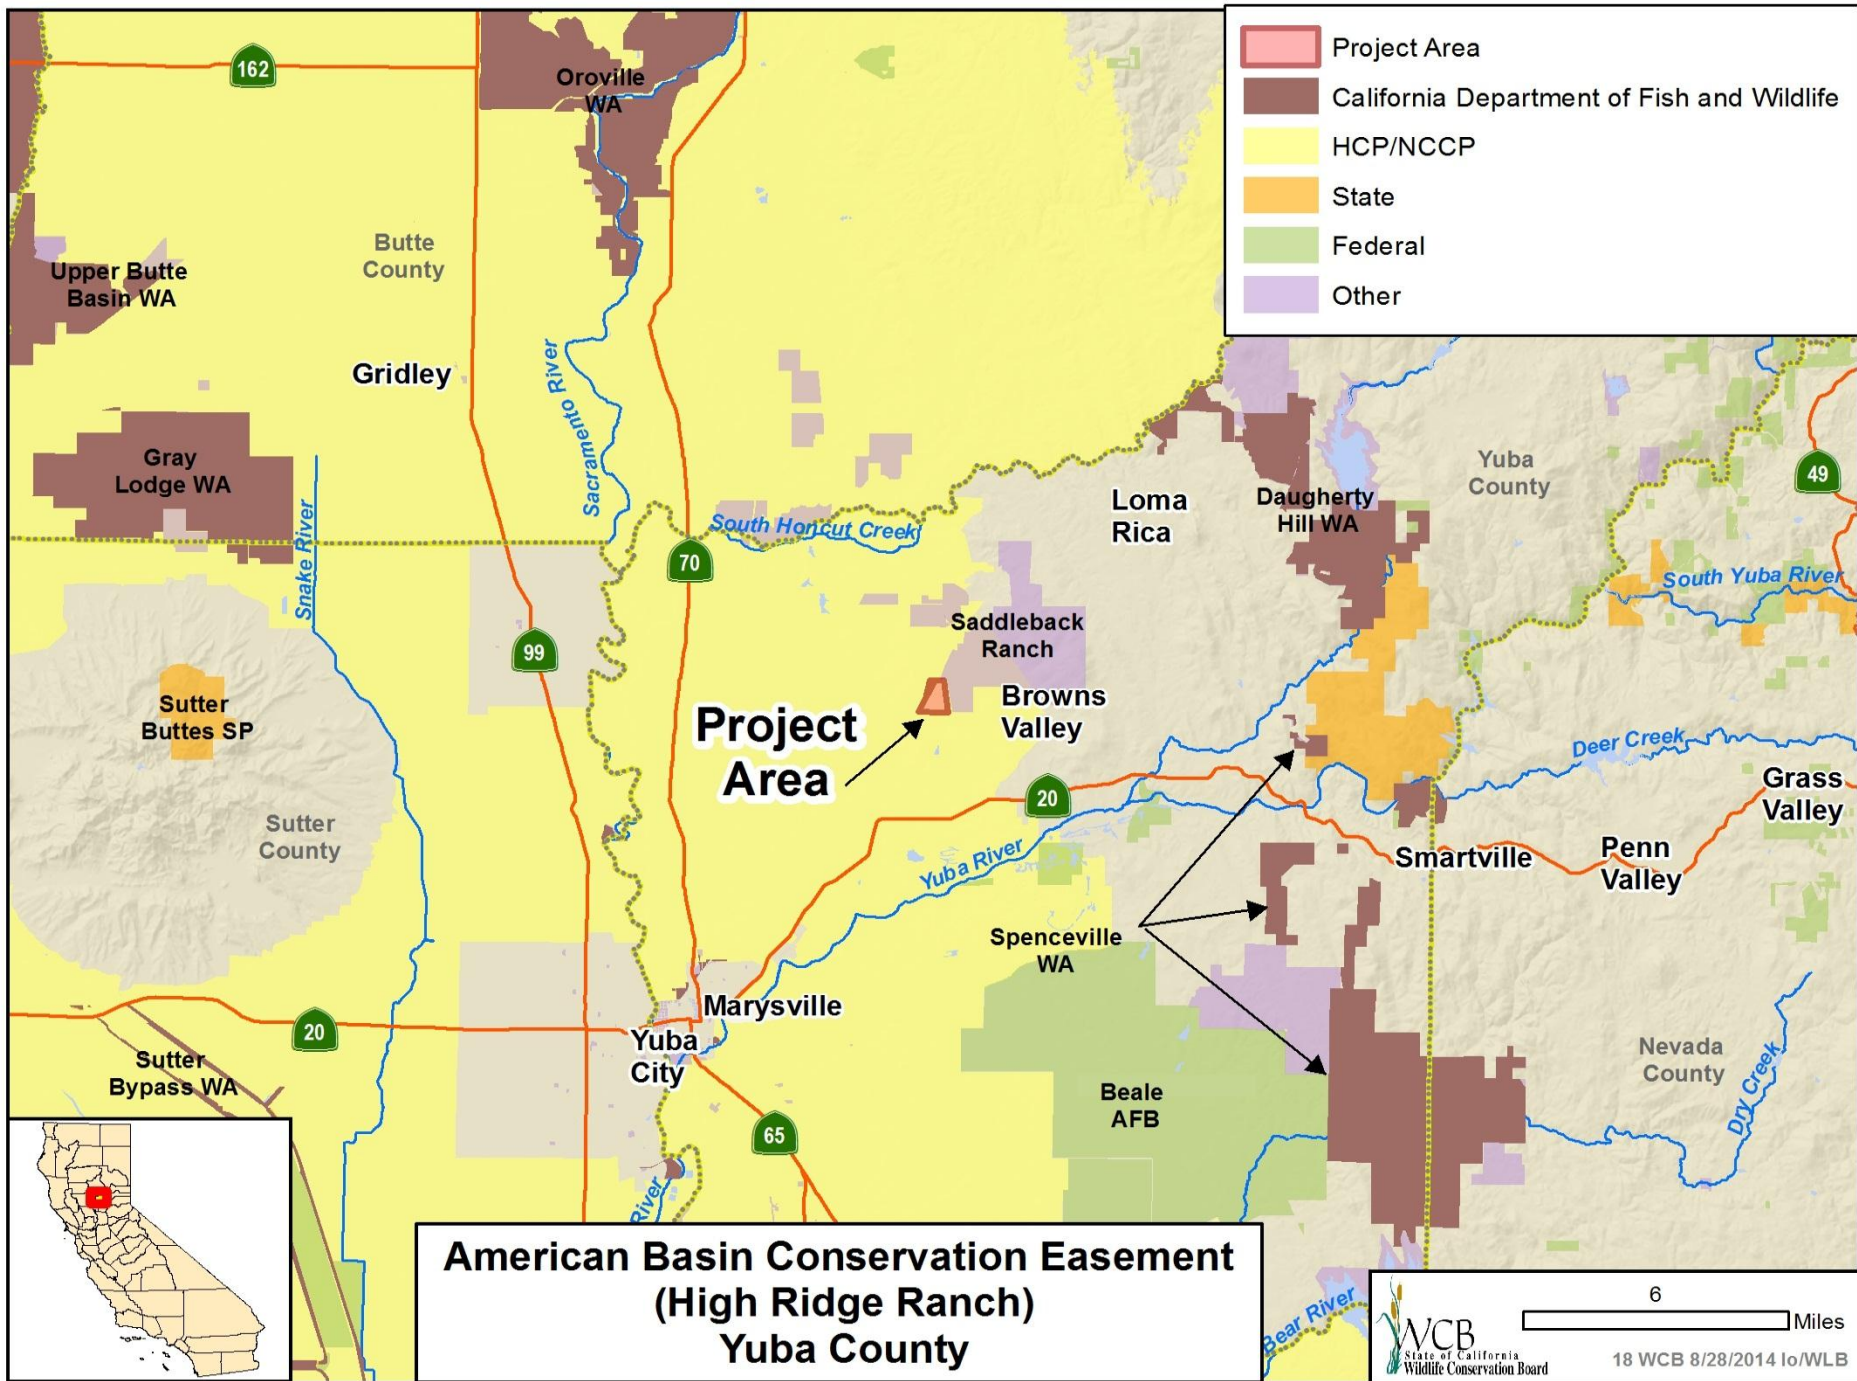 162
Oroville
WA
Project Area
California Department of Fish and Wildlife
HCP/NCCP
State
Federal
Other
Butte
County
Upper Butte
Basin WA
Gridley
Sacramento River
Gray
Lodge WA
Snake River
South Honcut Creek
70
Loma
Rica
Daugherty
Hill WA
Yuba
County
49
South Yuba River
99
Saddleback
Ranch
Sutter
Buttes SP
Project
Area
Browns
Valley
Deer Creek
Grass
Valley
20
Sutter
County
Yuba River
Smartville
Penn
Valley
Spenceville
WA
Marysville
Yuba
City
20
Sutter
Bypass WA
Beale
AFB
Nevada
County
Dry Creek
65
River
Bear River
American Basin Conservation Easement
(High Ridge Ranch)
Yuba County
WCB
State of California
Wildlife Conservation Board
6
Miles
18 WCB 8/28/2014 lo/WLB